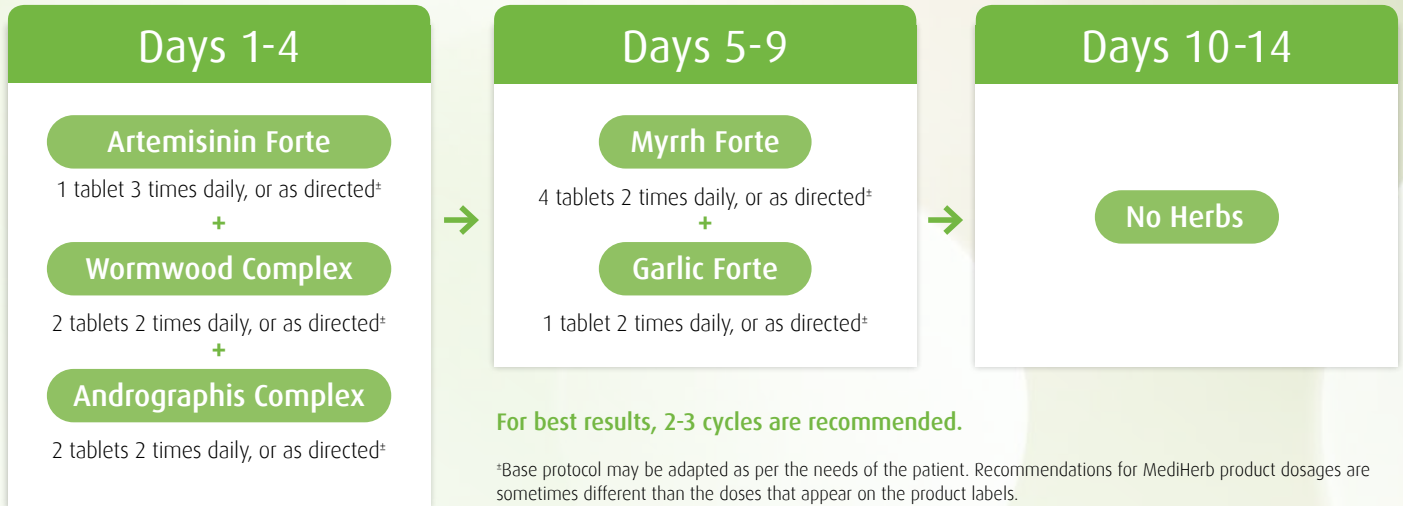 Days 1-4
Artemisinin Forte
1 tablet 3 times daily, or as directed±
+
Wormwood Complex
2 tablets 2 times daily, or as directed±
+
Andrographis Complex
2 tablets 2 times daily, or as directed±
→
Days 5-9
Myrrh Forte
4 tablets 2 times daily, or as directed±
+
Garlic Forte
1 tablet 2 times daily, or as directed±
→
Days 10-14
No Herbs
For best results, 2-3 cycles are recommended.
±Base protocol may be adapted as per the needs of the patient. Recommendations for MediHerb product dosages are
sometimes different than the doses that appear on the product labels.